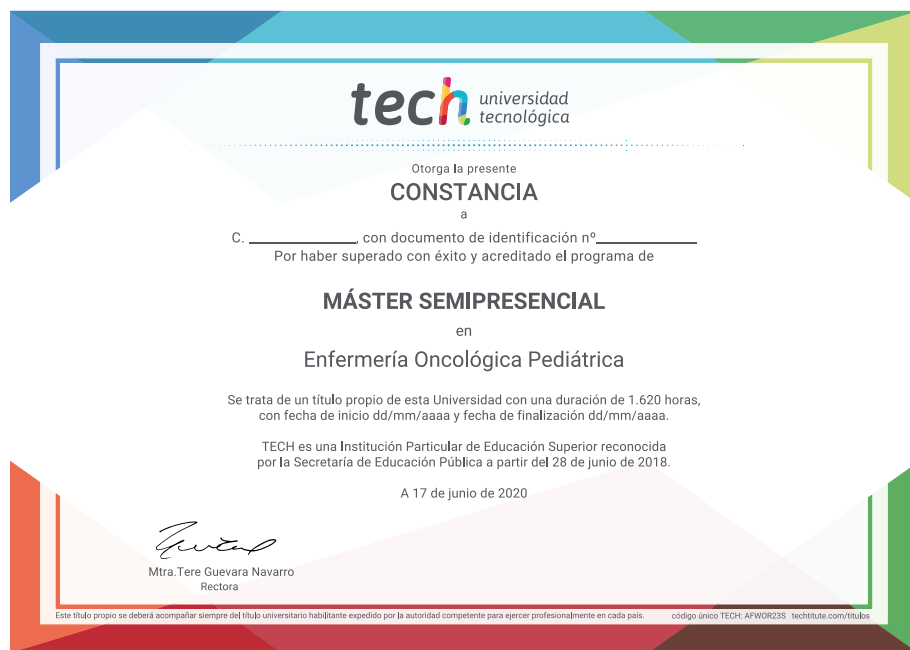 tech universidad
tecnológica
Otorga la presente
CONSTANCIA
a
C. ____________, con documento de identificación nº____________
Por haber superado con éxito y acreditado el programa de
MÁSTER SEMIPRESENCIAL
en
Enfermería Oncológica Pediátrica
Se trata de un título propio de esta Universidad con una duración de 1.620 horas,
con fecha de inicio dd/mm/aaaa y fecha de finalización dd/mm/aaaa.
TECH es una Institución Particular de Educación Superior reconocida
por la Secretaría de Educación Pública a partir del 28 de junio de 2018.
A 17 de junio de 2020
Mtra.Tere Guevara Navarro
Rectora
Este título propio se deberá acompañar siempre del título universitario habilitante expedido por la autoridad competente para ejercer profesionalmente en cada país. código único TECH: AFWOR23S techtitute.com/titulos